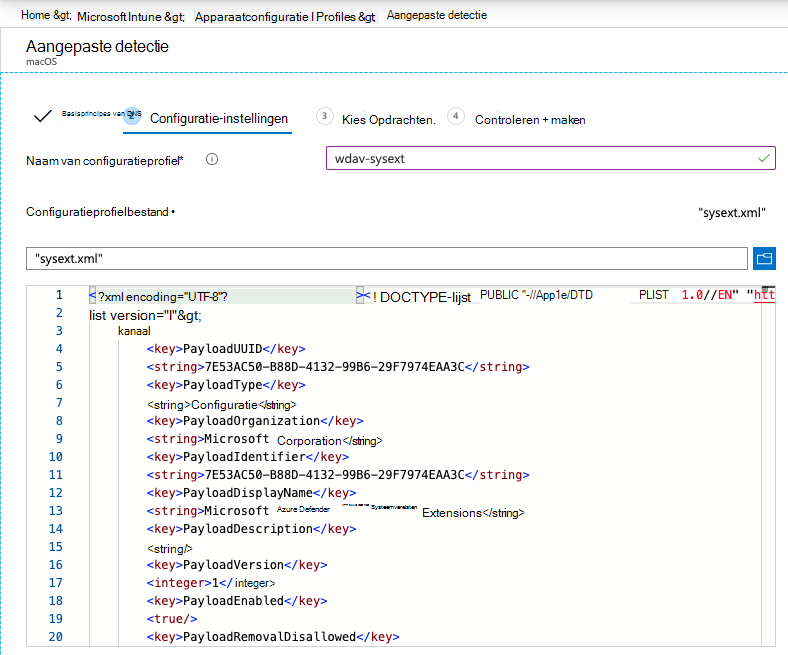 Home &gt; Microsoft Intune &gt; Apparaatconfiguratie I Profiles &gt; Aangepaste detectie
Aangepaste detectie
macOS
Basisprincipes van DNS 2 Configuratie-instellingen 3 Kies Opdrachten. 4 Controleren + maken
Naam van configuratieprofiel* wdav-sysext
Configuratieprofielbestand • "sysext.xml"
"sysext.xml"
1 <?xml encoding="UTF-8"? ><! DOCTYPE-lijst PUBLIC "-//App1e/DTD PLIST 1.0//EN" "htt
2 list version="l"&gt;
3 kanaal
4 <key>PayloadUUID</key>
5 <string>7E53AC50-B88D-4132-99B6-29F7974EAA3C</string>
6 <key>PayloadType</key>
7 <string>Configuratie</string>
8 <key>PayloadOrganization</key>
9 <string>Microsoft Corporation</string>
10 <key>PayloadIdentifier</key>
11 <string>7E53AC50-B88D-4132-99B6-29F7974EAA3C</string>
12 <key>PayloadDisplayName</key>
13 <string>Microsoft Azure Defender Systeemvereisten Extensions</string>
14 <key>PayloadDescription</key>
15 <string/>
16 <key>PayloadVersion</key>
17 <integer>1</integer>
18 <key>PayloadEnabled</key>
19 <true/>
20 <key>PayloadRemovalDisallowed</key>